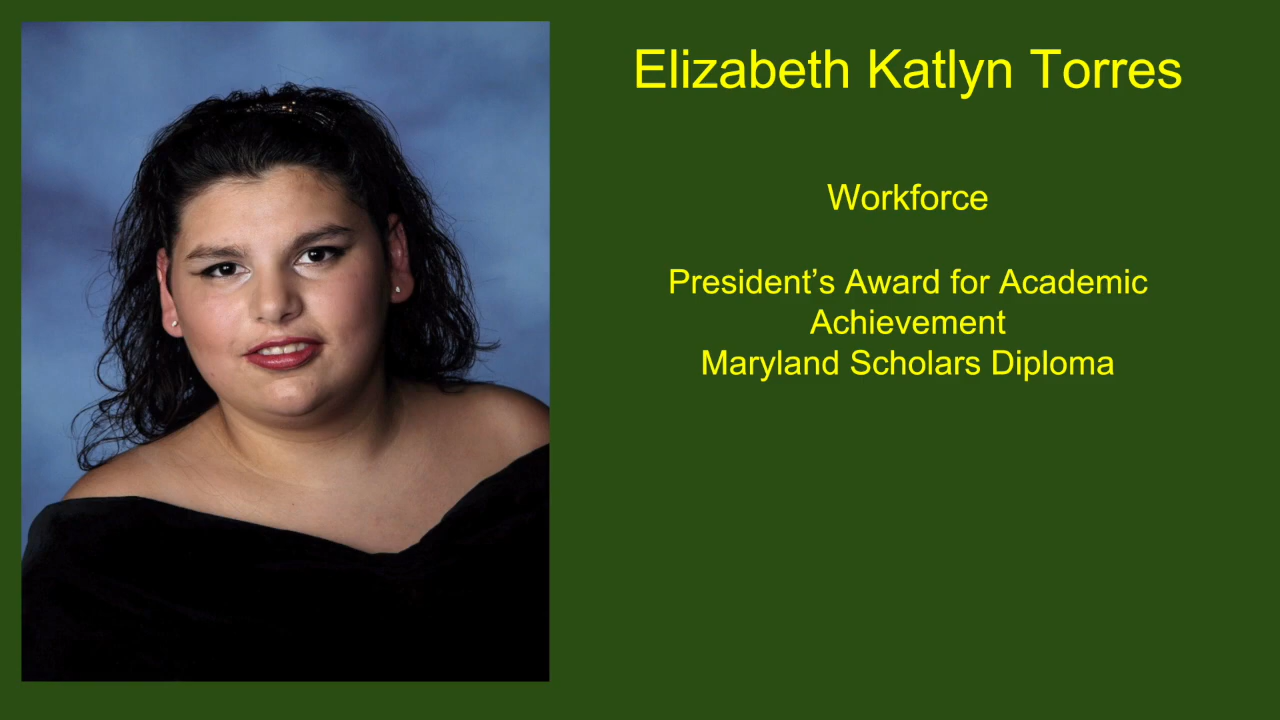 Elizabeth Katlyn Torres
Workforce
President’s Award for Academic
Achievement
Maryland Scholars Diploma